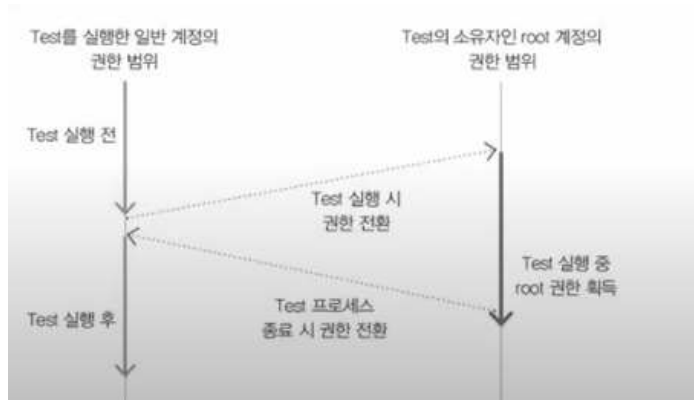 Test를 실행한 일반 계정의
권한 범위
Test의 소유자인 root 계정의
권한 범위
Test 실행 전
Test 실행 시
권한 전환
Test 실행 중
root 권한 획득
Test 프로세스
종료 시 권한 전환
Test 실행 후